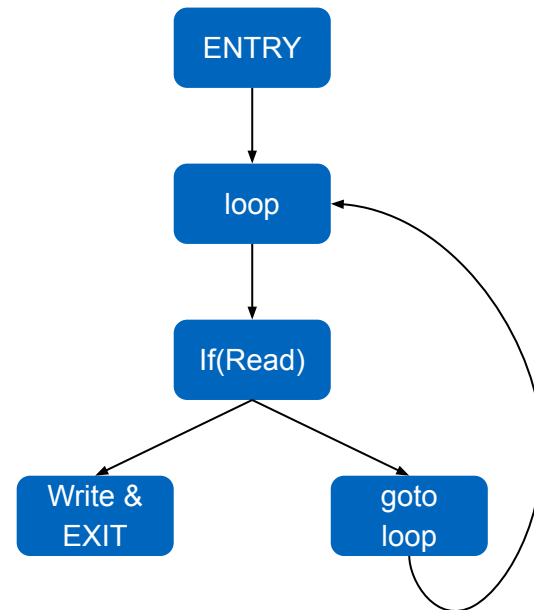 ENTRY
loop
If(Read)
Write &
EXIT
goto
loop